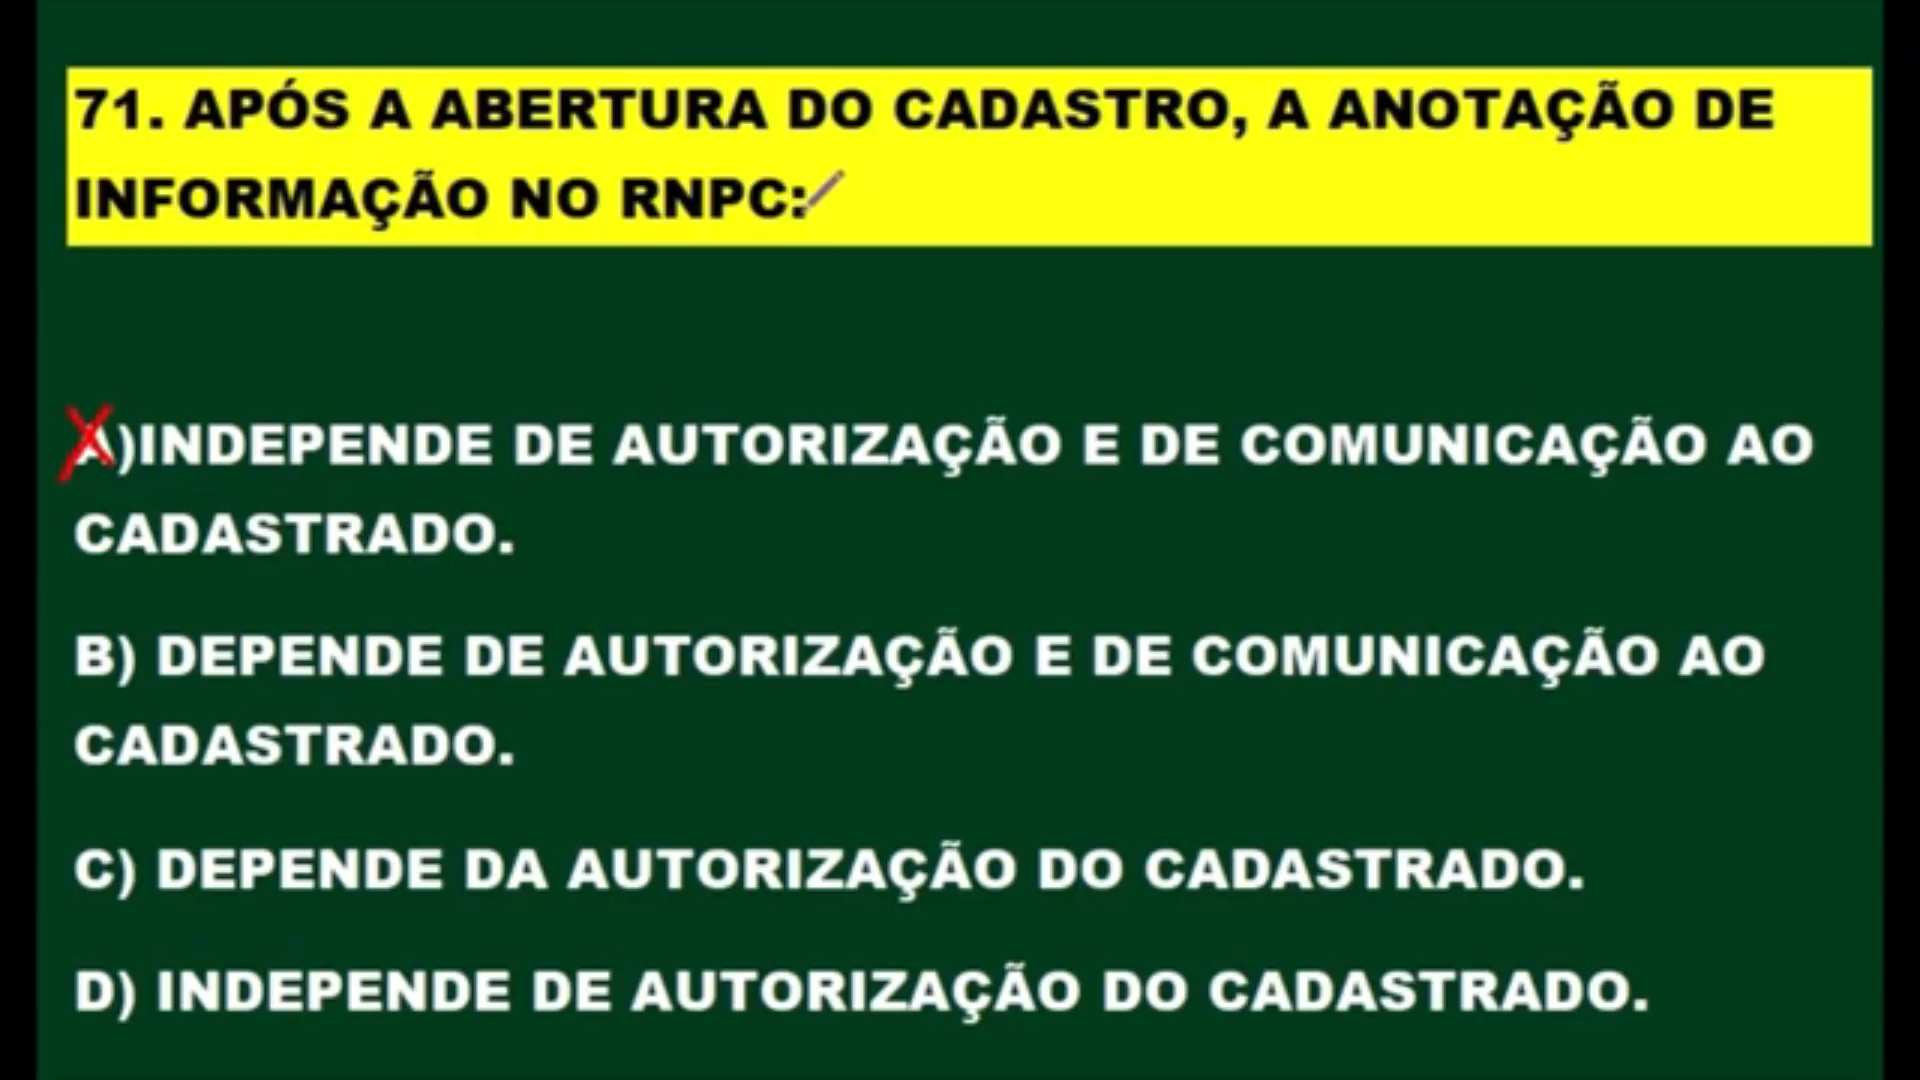 71. APÓS A ABERTURA DO CADASTRO, A ANOTAÇÃO DE
INFORMAÇÃO NO RNPC:
A)INDEPENDE DE AUTORIZAÇÃO E DE COMUNICAÇÃO AO
CADASTRADO.
B) DEPENDE DE AUTORIZAÇÃO E DE COMUNICAÇÃO AO
CADASTRADO.
C) DEPENDE DA AUTORIZAÇÃO DO CADASTRADO.
D) INDEPENDE DE AUTORIZAÇÃO DO CADASTRADO.